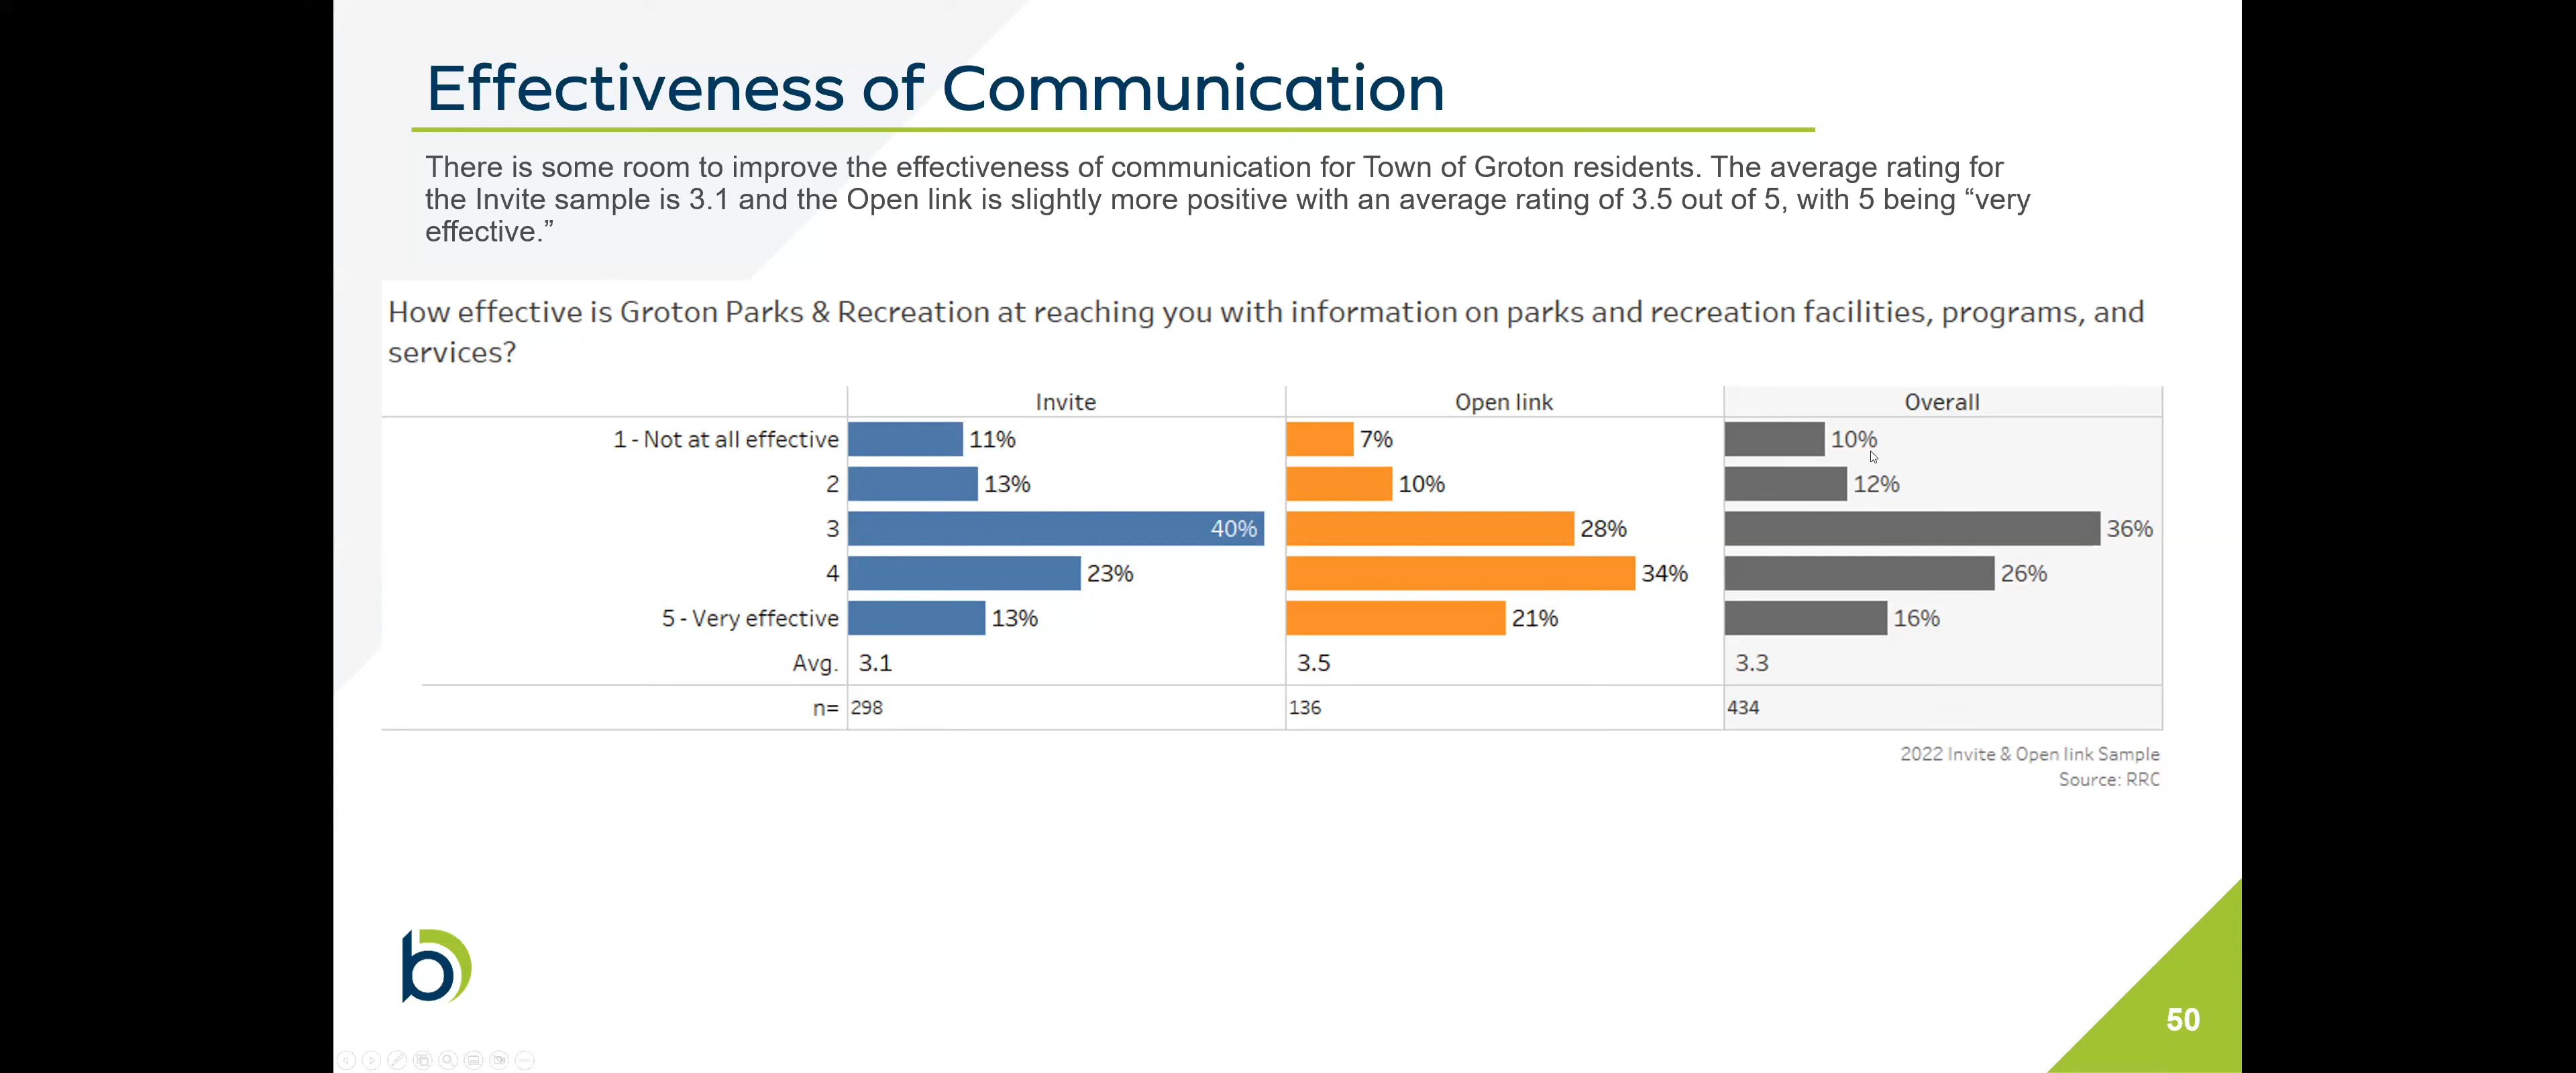 Effectiveness of Communication
There is some room to improve the effectiveness of communication for Town of Groton residents. The average rating for
the Invite sample is 3.1 and the Open link is slightly more positive with an average rating of 3.5 out of 5, with 5 being “very
effective.”
How effective is Groton Parks & Recreation at reaching you with information on parks and recreation facilities, programs, and
services?
Invite Open link Overall
1 - Not at all effective 11% 7% 10%
2 13% 10% 12%
3 40% 28% 36%
4 23% 34% 26%
5 - Very effective 13% 21% 16%
Avg. 3.1 3.5 3.3
n= 298 136 434
2022 Invite & Open link Sample
Source: RRC
b
50